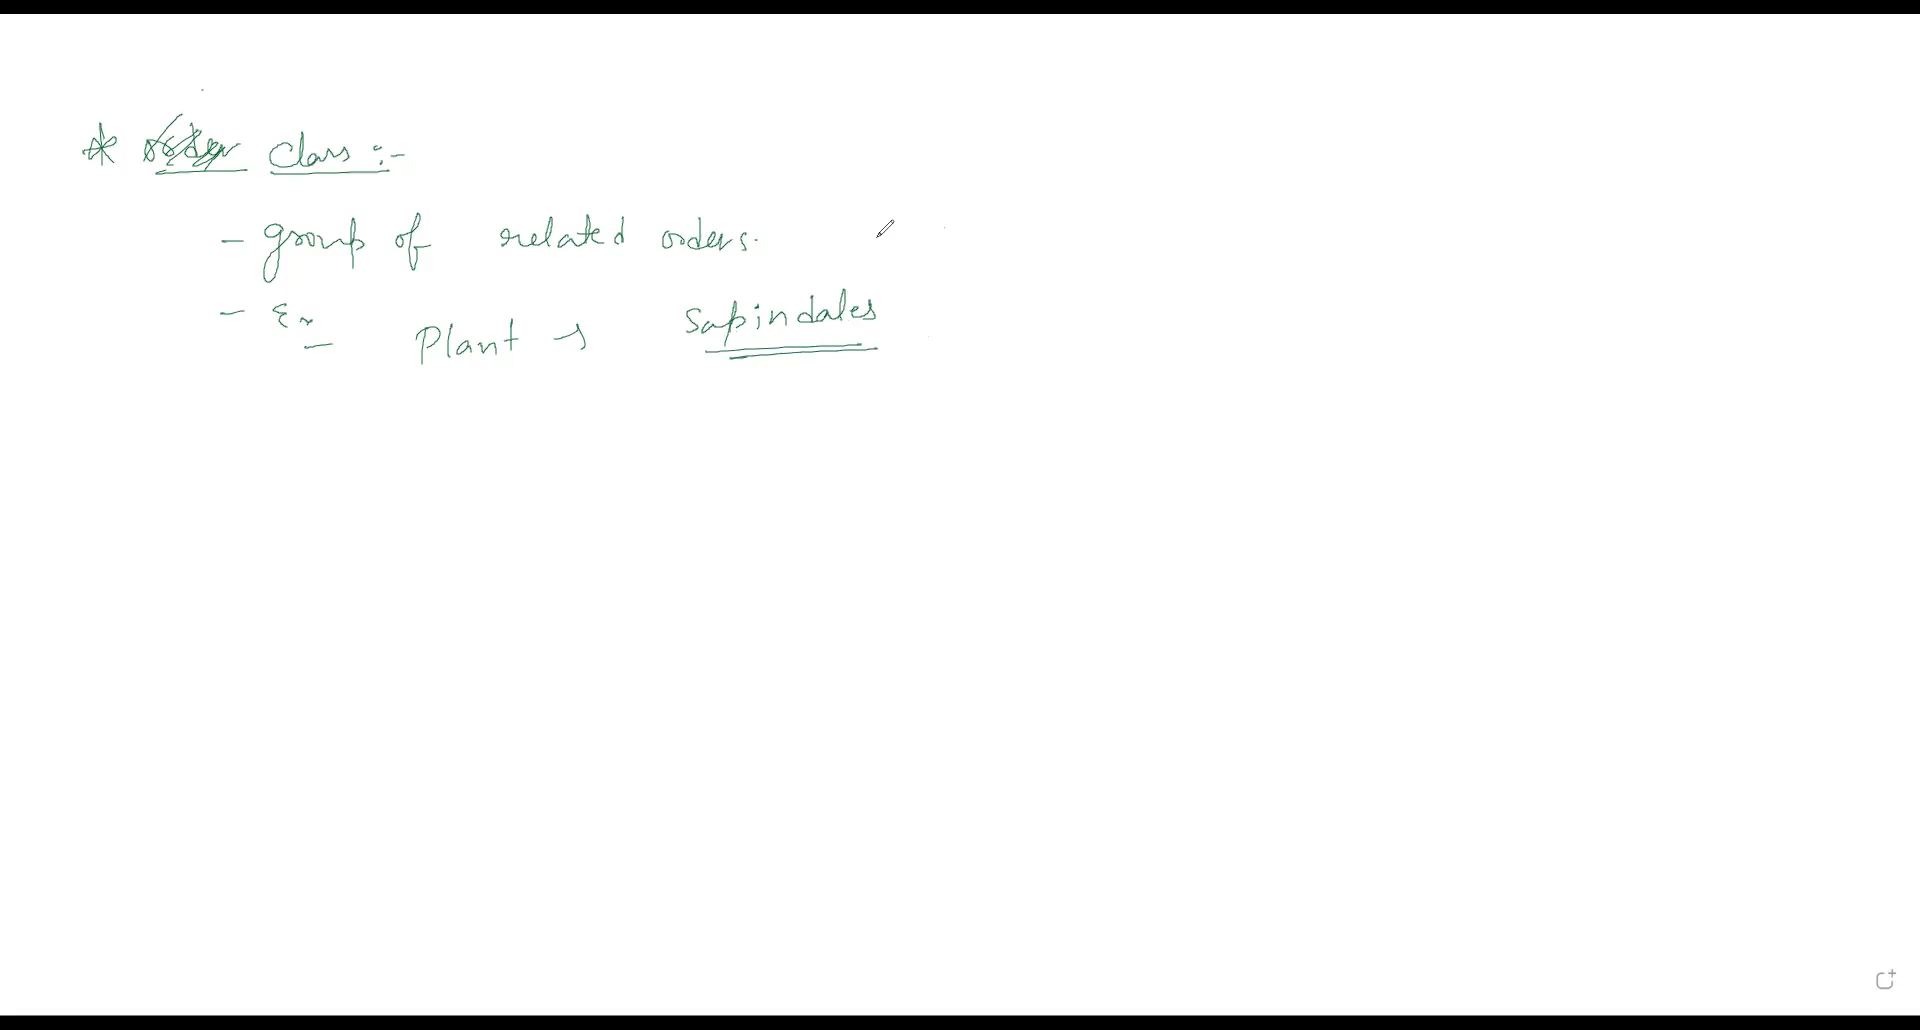 * Class :-
- group of related orders.
- Ex Plant → Sapindales